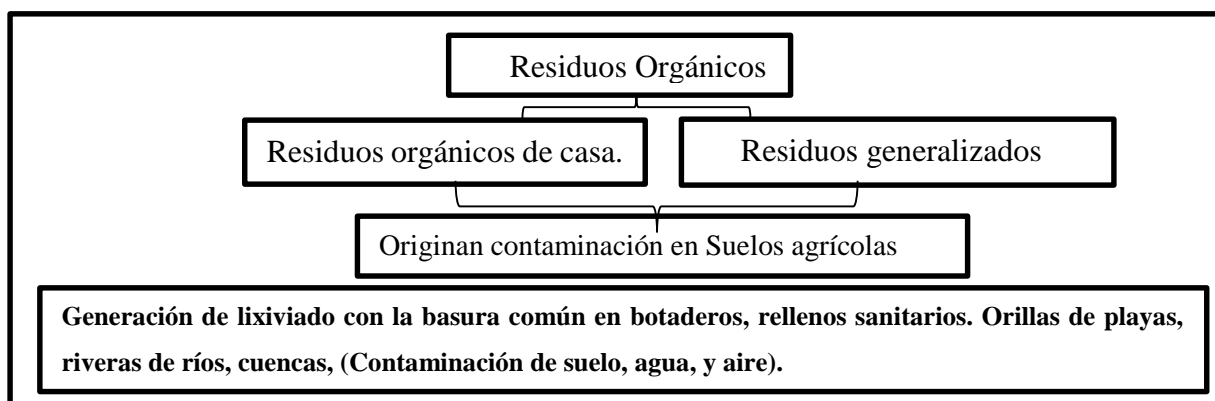 Residuos Orgánicos
Residuos orgánicos de casa.
Residuos generalizados
Originan contaminación en Suelos agrícolas
Generación de lixiviado con la basura común en botaderos, rellenos sanitarios. Orillas de playas,
riveras de ríos, cuencas, (Contaminación de suelo, agua, y aire).